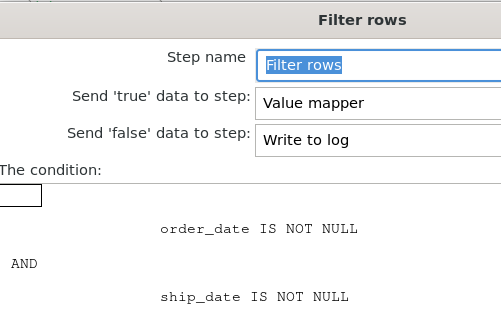 Filter rows
Step name Filter rows
Send 'true' data to step: Value mapper
Send 'false' data to step: Write to log
The condition:
order_date IS NOT NULL
AND
ship_date IS NOT NULL